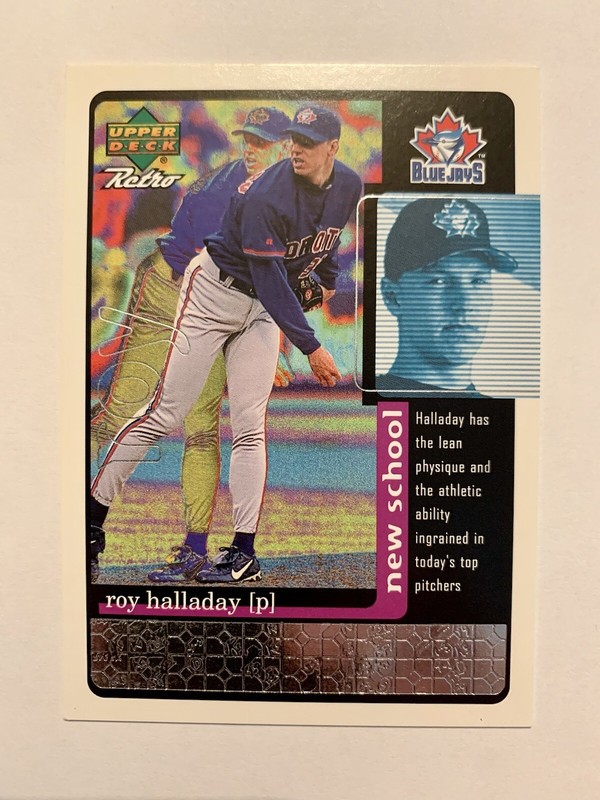 UPPER
DECK
®
Retro
BLUE JAYS
TM
new school
Halladay has
the lean
physique and
the athletic
ability
ingrained in
today's top
pitchers
roy halladay [p]